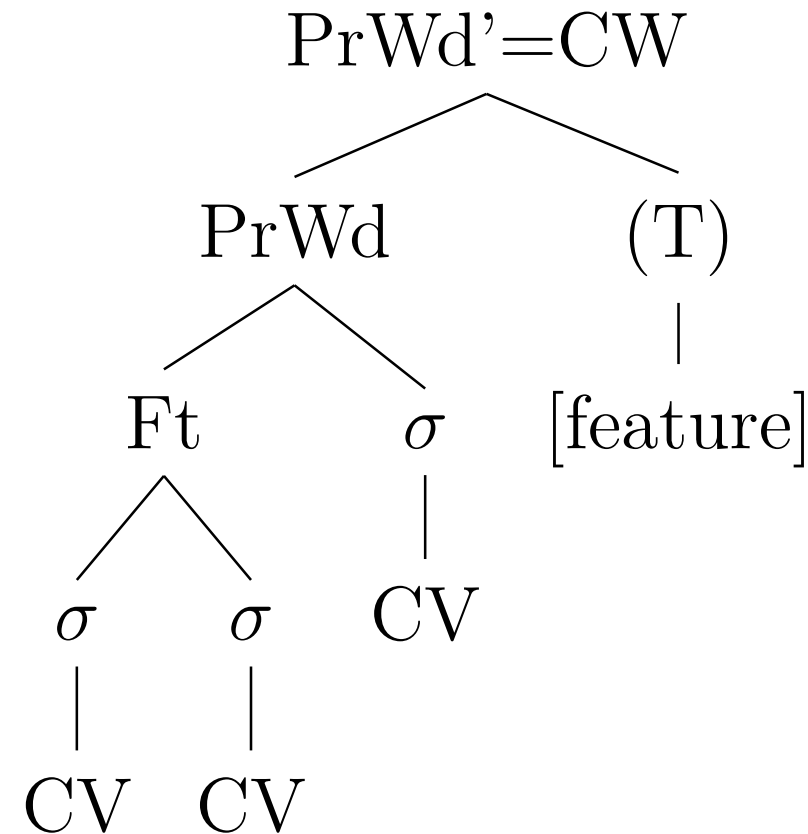 PrWd’=CW
PrWd (T)
Ft σ [feature]
σ σ CV
CV CV